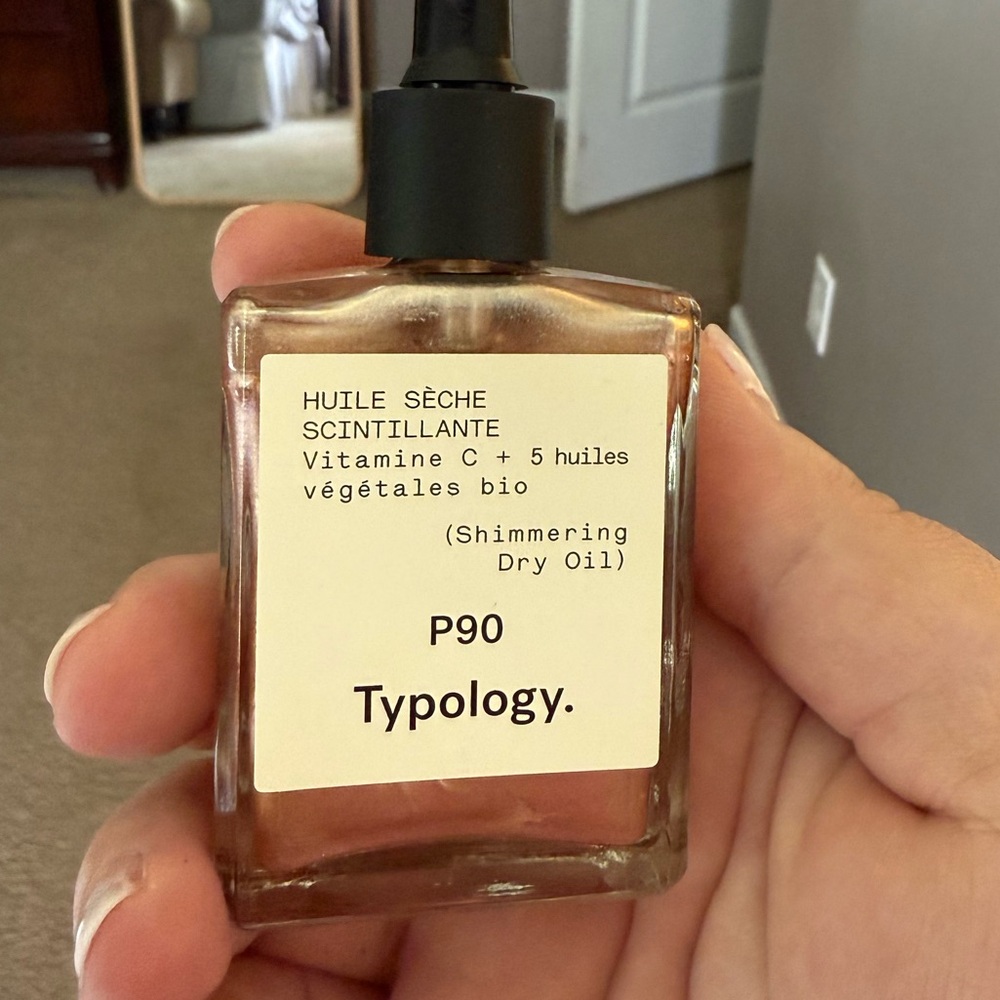 HUILE SÈCHE
SCINTILLANTE
Vitamine C + 5 huiles
végétales bio
(Shimmering
Dry Oil)
P90
Typology.